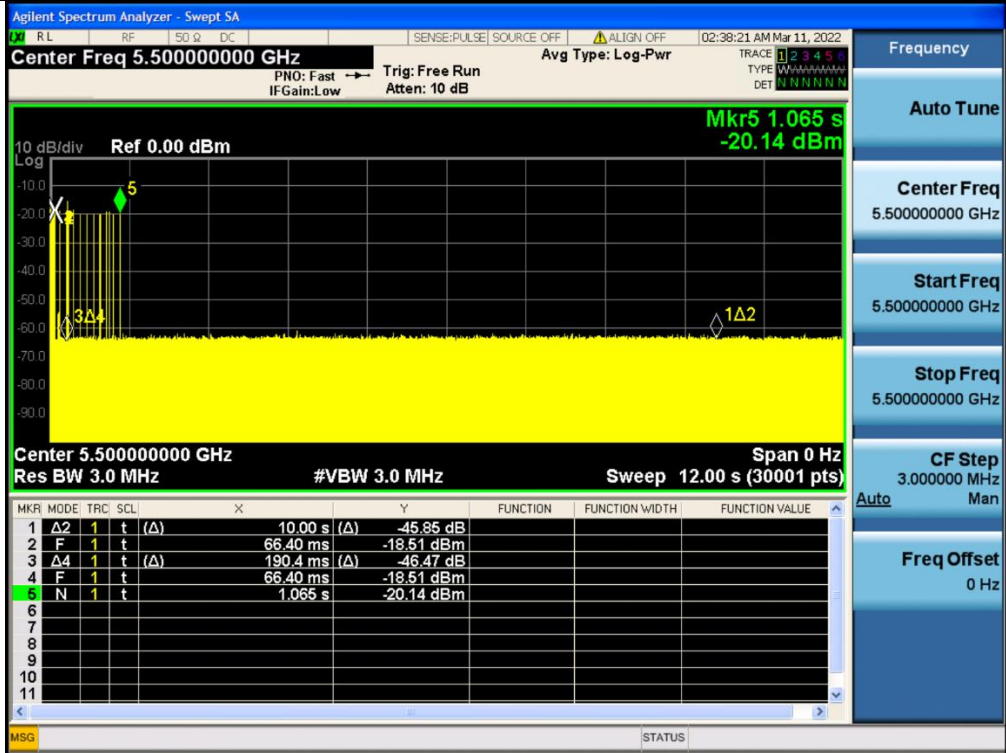 Agilent Spectrum Analyzer - Swept SA
LXI RL RF 50 Ω DC SENSE:PULSE SOURCE OFF ALIGN OFF 02:38:21 AM Mar 11, 2022
Center Freq 5.500000000 GHz
PNO: Fast
IFGain:Low
Trig: Free Run
Atten: 10 dB
Avg Type: Log-Pwr
TRACE 1 2 3 4 5 6
TYPE WWWWWW
DET N N N N N N
Mkr5 1.065 s
-20.14 dBm
10 dB/div Ref 0.00 dBm
Log
-10.0
-20.0
-30.0
-40.0
-50.0
-60.0
-70.0
-80.0
-90.0
5
2
3Δ4
1Δ2
Center 5.500000000 GHz Span 0 Hz
Res BW 3.0 MHz #VBW 3.0 MHz Sweep 12.00 s (30001 pts)
MKR MODE TRC SCL X Y FUNCTION FUNCTION WIDTH FUNCTION VALUE
1 Δ2 1 t (Δ) 10.00 s (Δ) -45.85 dB
2 F 1 t 66.40 ms -18.51 dBm
3 Δ4 1 t (Δ) 190.4 ms (Δ) -46.47 dB
4 F 1 t 66.40 ms -18.51 dBm
5 N 1 t 1.065 s -20.14 dBm
6
7
8
9
10
11
MSG STATUS
Frequency
Auto Tune
Center Freq
5.500000000 GHz
Start Freq
5.500000000 GHz
Stop Freq
5.500000000 GHz
CF Step
3.000000 MHz
Auto Man
Freq Offset
0 Hz